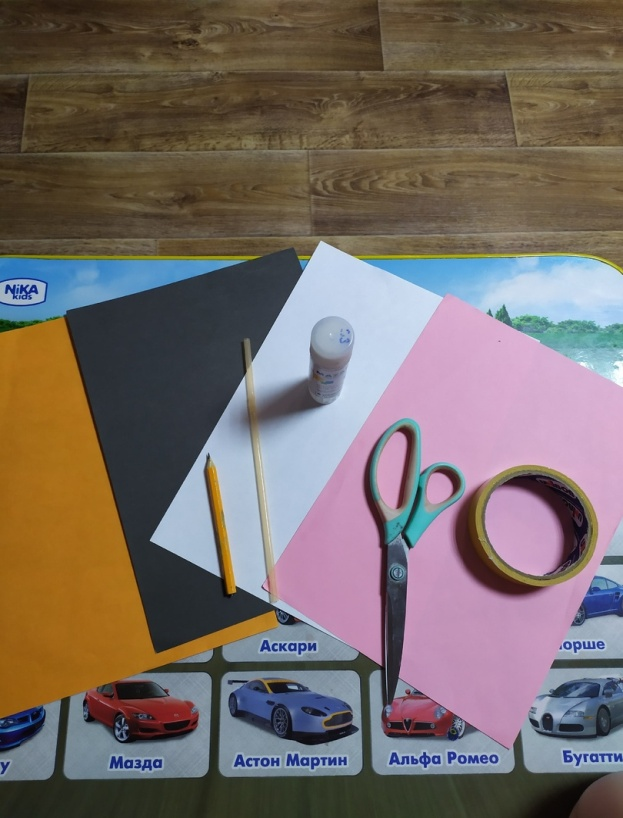 NiKA
kids
Аскари
орше
у
Мазда
Астон Мартин
Альфа Ромео
Бугатти